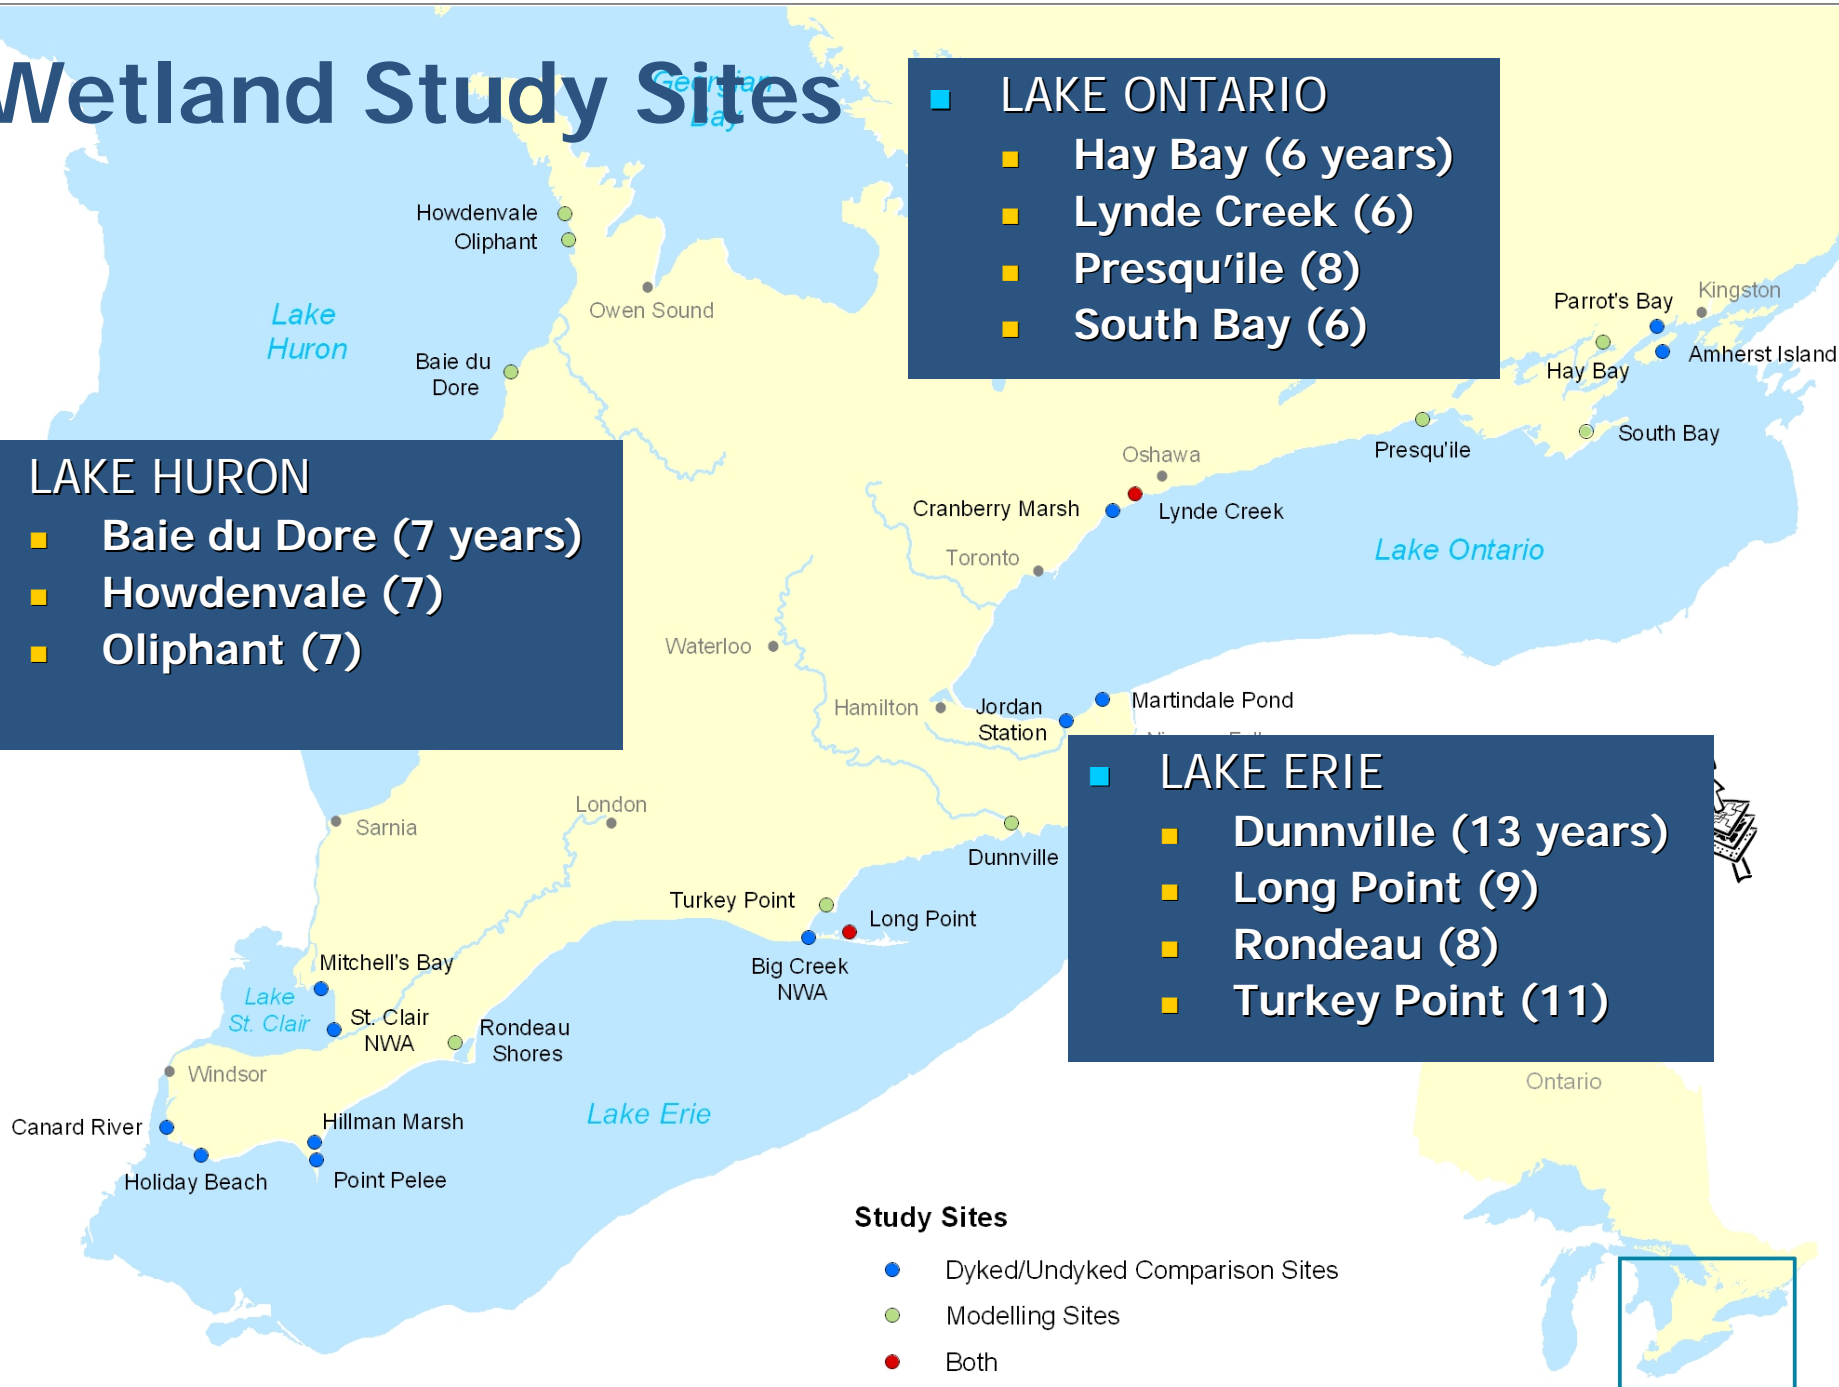 Wetland Study Sites
Georgian
Bay
LAKE ONTARIO
Hay Bay (6 years)
Lynde Creek (6)
Presqu’ile (8)
South Bay (6)
Howdenvale
Oliphant
Owen Sound
Lake
Huron
Baie du
Dore
Parrot's Bay
Kingston
Amherst Island
Hay Bay
South Bay
Presqu'ile
Oshawa
Cranberry Marsh
Lynde Creek
Toronto
Lake Ontario
LAKE HURON
Baie du Dore (7 years)
Howdenvale (7)
Oliphant (7)
Waterloo
Hamilton
Jordan
Station
Martindale Pond
LAKE ERIE
Dunnville (13 years)
Long Point (9)
Rondeau (8)
Turkey Point (11)
Sarnia
London
Dunnville
Turkey Point
Long Point
Big Creek
NWA
Mitchell's Bay
Lake
St. Clair
St. Clair
NWA
Rondeau
Shores
Windsor
Canard River
Hillman Marsh
Holiday Beach
Point Pelee
Lake Erie
Ontario
Study Sites
Dyked/Undyked Comparison Sites
Modelling Sites
Both